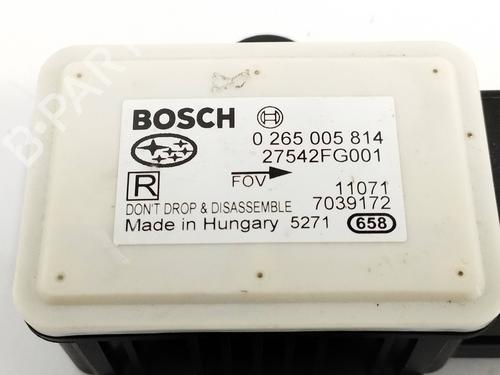 B-PARTS
BOSCH
0 265 005 814
27542FG001
R
FOV
11071
DON'T DROP & DISASSEMBLE 7039172
Made in Hungary 5271 658